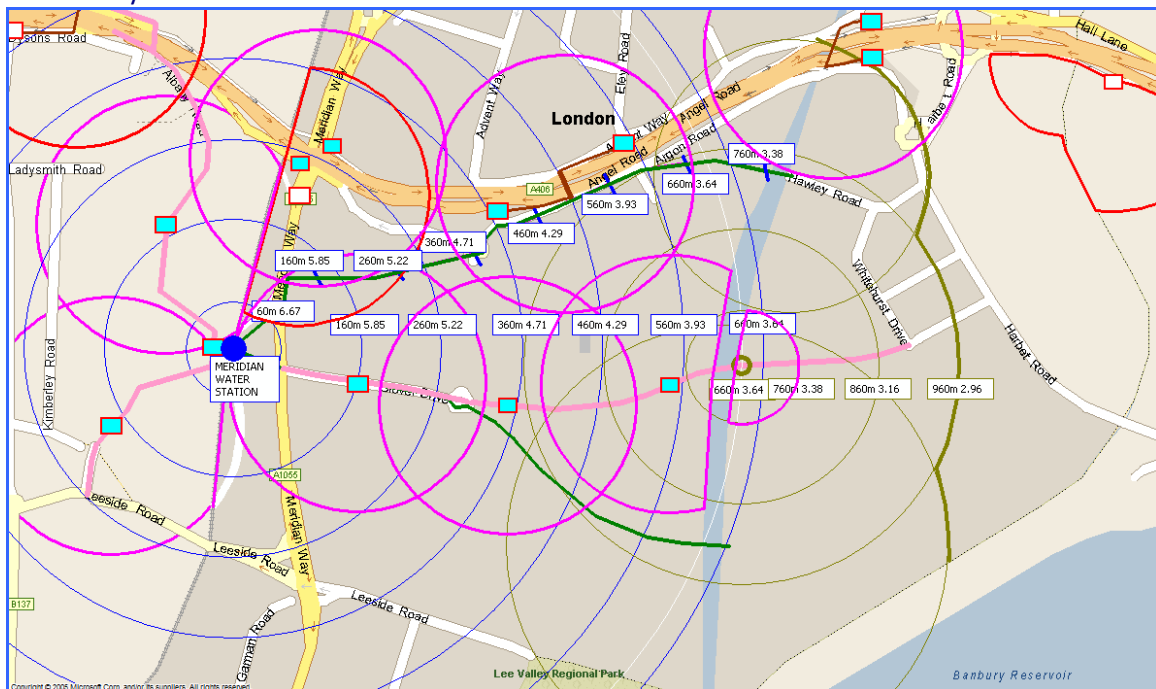 Hall Lane
Albany Road
Meridian Way
Advent Way
Eley Road
London
Angel Road
Ladysmith Road
A406
Angel Road
Argon Road
760m 3.38
660m 3.64
Hawley Road
560m 3.93
460m 4.29
360m 4.71
160m 5.85
260m 5.22
60m 6.67
160m 5.85
260m 5.22
360m 4.71
460m 4.29
560m 3.93
660m 3.64
Whitehurst Drive
Harbet Road
Kimberley Road
MERIDIAN
WATER
STATION
Glover Drive
660m 3.64
760m 3.38
860m 3.16
960m 2.96
A1055
Meridian Way
Leeside Road
Leeside Road
Leeside Road
B137
Garman Road
Lee Valley Regional Park
Banbury Reservoir
Copyright © 2005 Microsoft Corp. and/or its suppliers. All rights reserved.